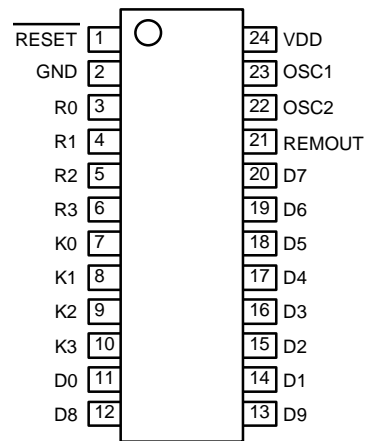 RESET 1 24 VDD
GND 2 23 OSC1
R0 3 22 OSC2
R1 4 21 REMOUT
R2 5 20 D7
R3 6 19 D6
K0 7 18 D5
K1 8 17 D4
K2 9 16 D3
K3 10 15 D2
D0 11 14 D1
D8 12 13 D9